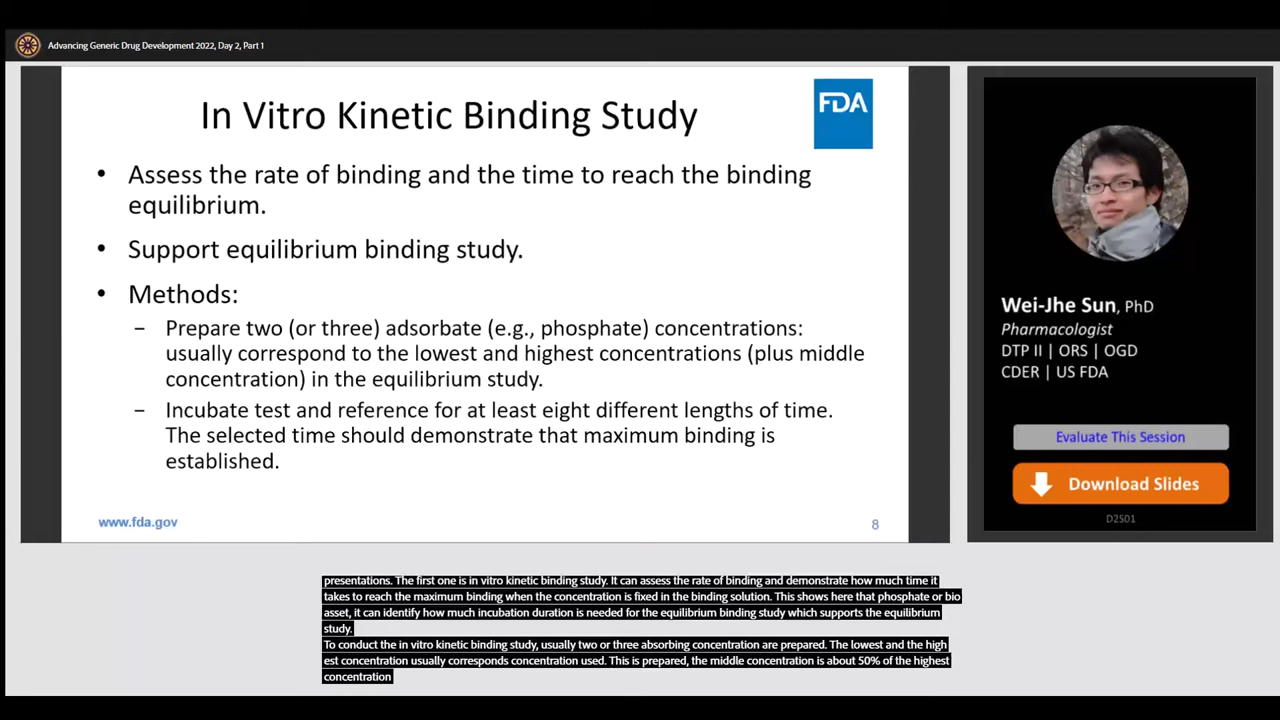 Advancing Generic Drug Development 2022, Day 2, Part 1
In Vitro Kinetic Binding Study
FDA
• Assess the rate of binding and the time to reach the binding
equilibrium.
• Support equilibrium binding study.
• Methods:
– Prepare two (or three) adsorbate (e.g., phosphate) concentrations:
usually correspond to the lowest and highest concentrations (plus middle
concentration) in the equilibrium study.
– Incubate test and reference for at least eight different lengths of time.
The selected time should demonstrate that maximum binding is
established.
www.fda.gov
8
Wei-Jhe Sun, PhD
Pharmacologist
DTP II | ORS | OGD
CDER | US FDA
Evaluate This Session
Download Slides
D2S01
presentations. The first one is in vitro kinetic binding study. It can assess the rate of binding and demonstrate how much time it
takes to reach the maximum binding when the concentration is fixed in the binding solution. This shows here that phosphate or bio
asset, it can identify how much incubation duration is needed for the equilibrium binding study which supports the equilibrium
study.
To conduct the in vitro kinetic binding study, usually two or three absorbing concentration are prepared. The lowest and the high
est concentration usually corresponds concentration used. This is prepared, the middle concentration is about 50% of the highest
concentration